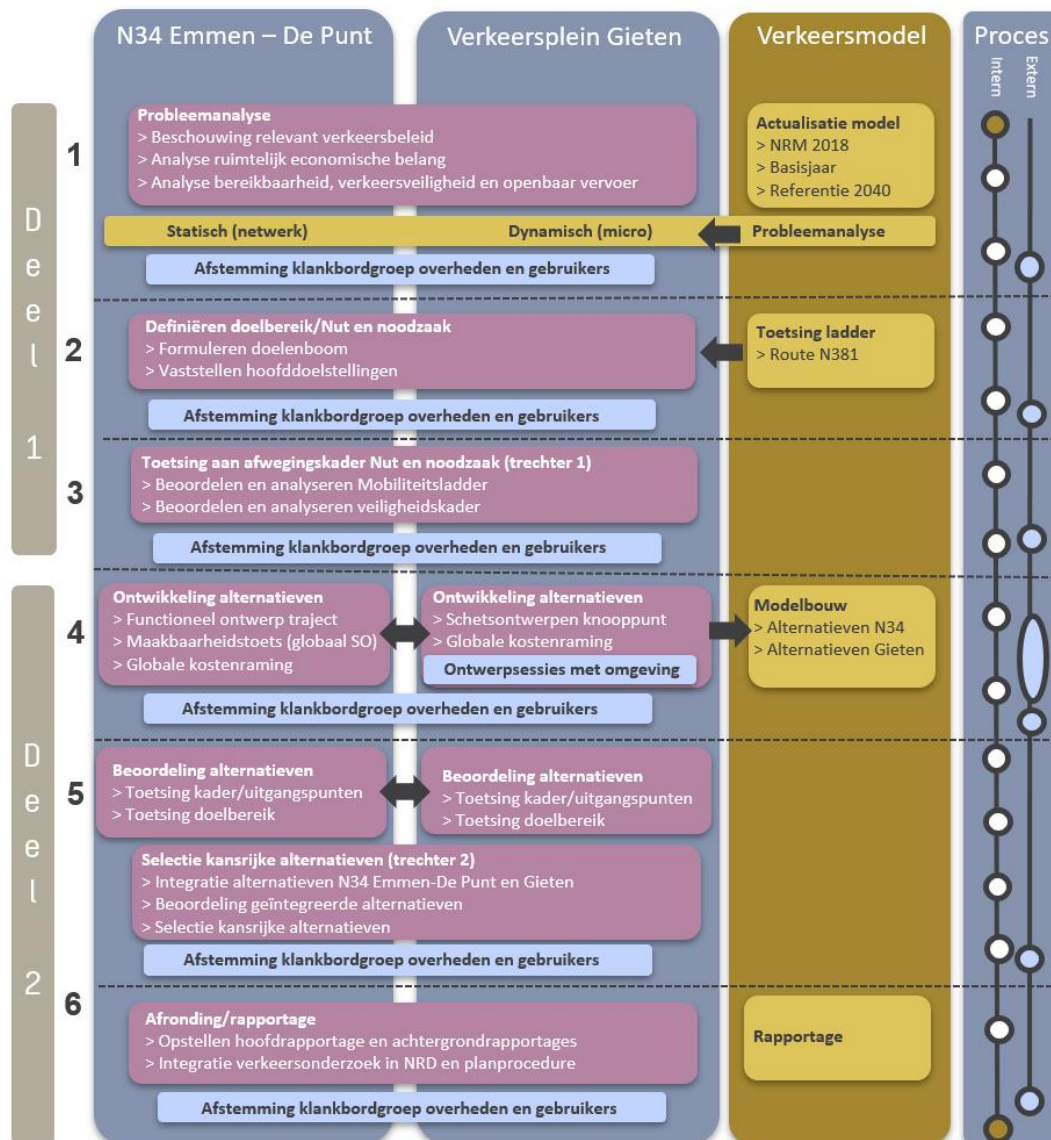 N34 Emmen – De Punt
Verkeersplein Gieten
Verkeersmodel
Proces
Intern
Extern
Deel 1
1
Probleemanalyse
> Beschouwing relevant verkeersbeleid
> Analyse ruimtelijk economische belang
> Analyse bereikbaarheid, verkeersveiligheid en openbaar vervoer
Actualisatie model
> NRM 2018
> Basisjaar
> Referentie 2040
Statisch (netwerk)
Dynamisch (micro)
Probleemanalyse
Afstemming klankbordgroep overheden en gebruikers
2
Definiëren doelbereik/Nut en noodzaak
> Formuleren doelenboom
> Vaststellen hoofddoelstellingen
Toetsing ladder
> Route N381
Afstemming klankbordgroep overheden en gebruikers
3
Toetsing aan afwegingskader Nut en noodzaak (trechter 1)
> Beoordelen en analyseren Mobiliteitsladder
> Beoordelen en analyseren veiligheidskader
Afstemming klankbordgroep overheden en gebruikers
Deel 2
4
Ontwikkeling alternatieven
> Functioneel ontwerp traject
> Maakbaarheidstoets (globaal SO)
> Globale kostenraming
Ontwikkeling alternatieven
> Schetsontwerpen knooppunt
> Globale kostenraming
Ontwerpsessies met omgeving
Modelbouw
> Alternatieven N34
> Alternatieven Gieten
Afstemming klankbordgroep overheden en gebruikers
5
Beoordeling alternatieven
> Toetsing kader/uitgangspunten
> Toetsing doelbereik
Beoordeling alternatieven
> Toetsing kader/uitgangspunten
> Toetsing doelbereik
Selectie kansrijke alternatieven (trechter 2)
> Integratie alternatieven N34 Emmen-De Punt en Gieten
> Beoordeling geïntegreerde alternatieven
> Selectie kansrijke alternatieven
Afstemming klankbordgroep overheden en gebruikers
6
Afronding/rapportage
> Opstellen hoofdrapportage en achtergrondrapportages
> Integratie verkeersonderzoek in NRD en planprocedure
Rapportage
Afstemming klankbordgroep overheden en gebruikers